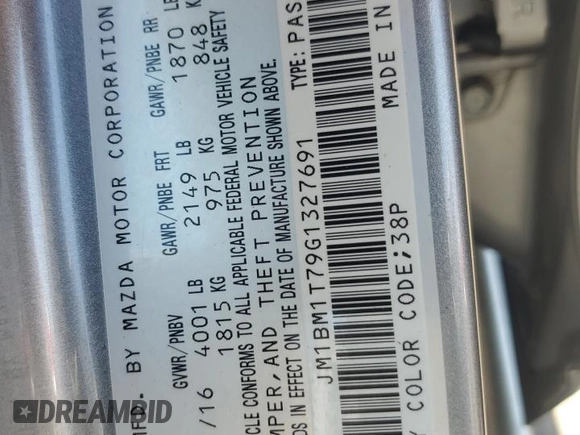 MFD. BY MAZDA MOTOR CORPORATION
GVWR/PNBV GAWR/PNBE FRT GAWR/PNBE RR
/16 4001 LB 2149 LB 1870 LB
1815 KG 975 KG 848 K
CLE CONFORMS TO ALL APPLICABLE FEDERAL MOTOR VEHICLE SAFETY
MPER, AND THEFT PREVENTION
DS IN EFFECT ON THE DATE OF MANUFACTURE SHOWN ABOVE.
JM1BM1T79G1327691 TYPE: PAS
Y COLOR CODE;38P MADE IN
DREAMBID